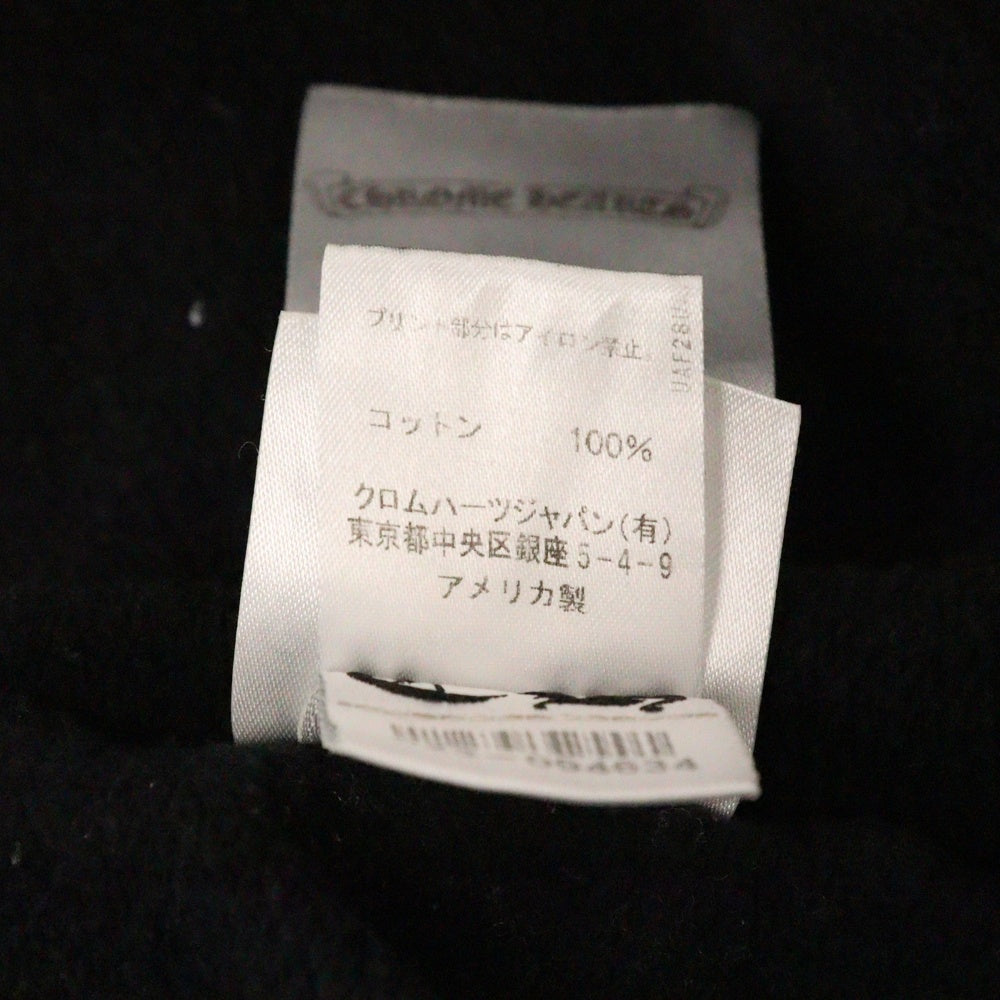 chrome hearts
プリント部分はアイロン禁止。
コットン 100%
クロムハーツジャパン(有)
東京都中央区銀座5-4-9
アメリカ製